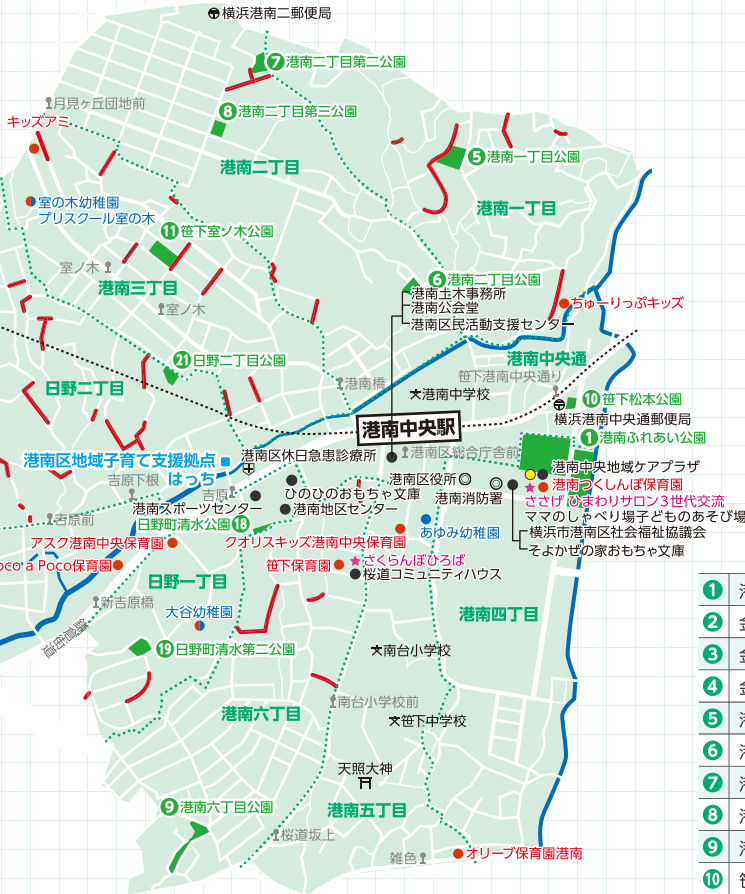 横浜港南二郵便局
7 港南二丁目第二公園
月見ヶ丘団地前
8 港南二丁目第三公園
キッズアミ
港南二丁目
5 港南一丁目公園
室の木幼稚園
プリスクール室の木
港南一丁目
11 笹下室ノ木公園
室ノ木
港南三丁目
6 港南二丁目公園
港南土木事務所
港南公会堂
港南区民活動支援センター
ちゅーりっぷキッズ
室ノ木
21 日野二丁目公園
港南中央通
笹下港南中央通り
日野二丁目
港南橋
港南中学校
10 笹下松本公園
横浜港南中央通郵便局
港南中央駅
1 港南ふれあい公園
港南区地域子育て支援拠点
はっち
港南区休日急患診療所
港南区総合庁舎前
港南中央地域ケアプラザ
吉原下根
吉原
ひのひのおもちゃ文庫
港南区役所
港南つくしんぼ保育園
港南消防署
ささげ ひまわりサロン3世代交流
港南スポーツセンター
港南地区センター
ママのしゃべり場子どものあそび場
吉原前
日野町清水公園 18
あゆみ幼稚園
横浜市港南区社会福祉協議会
アスク港南中央保育園
クオリスキッズ港南中央保育園
そよかぜの家おもちゃ文庫
oco a Poco保育園
笹下保育園
さくらんぼひろば
桜道コミュニティハウス
日野一丁目
新吉原橋
大谷幼稚園
港南四丁目
鎌倉街道
19 日野町清水第二公園
南台小学校
南台小学校前
港南六丁目
笹下中学校
天照大神
9 港南六丁目公園
港南五丁目
桜道坂上
雑色
オリーブ保育園港南
1 港
2 金
3 金
4 金
5 港
6 港
7 港
8 港
9 港
10 笹